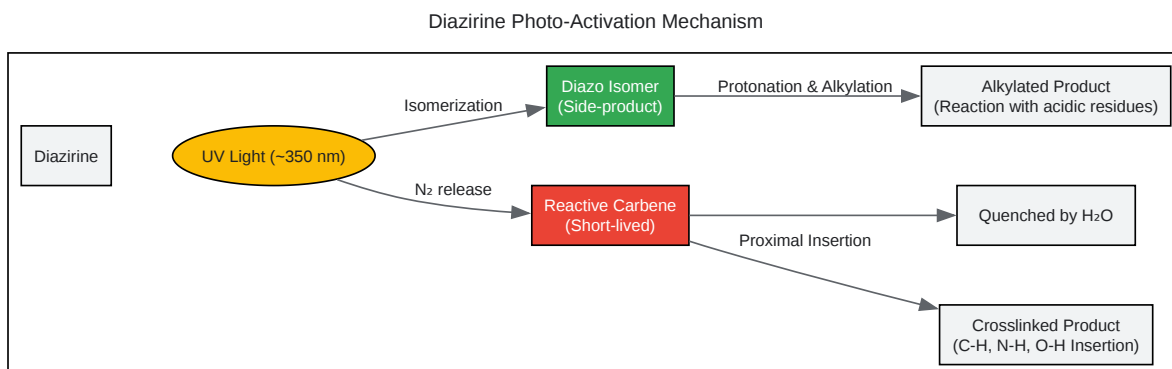 Diazirine Photo-Activation Mechanism
Diazirine
UV Light (~350 nm)
Isomerization
N₂ release
Diazo Isomer
(Side-product)
Reactive Carbene
(Short-lived)
Protonation & Alkylation
Proximal Insertion
Alkylated Product
(Reaction with acidic residues)
Quenched by H₂O
Crosslinked Product
(C-H, N-H, O-H Insertion)